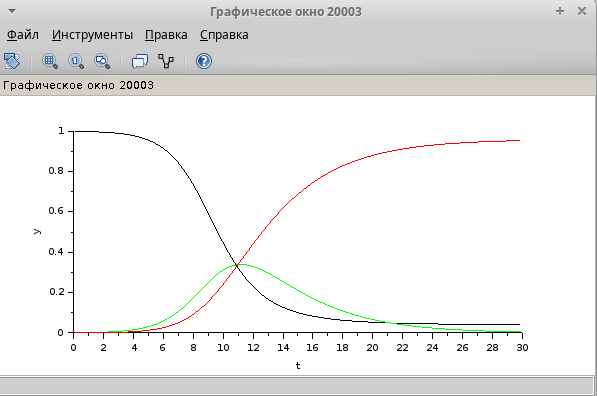 Графическое окно 20003
Файл Инструменты Правка Справка
Графическое окно 20003
1
0.8
0.6
0.4
0.2
0
y
0 2 4 6 8 10 12 14 16 18 20 22 24 26 28 30
t